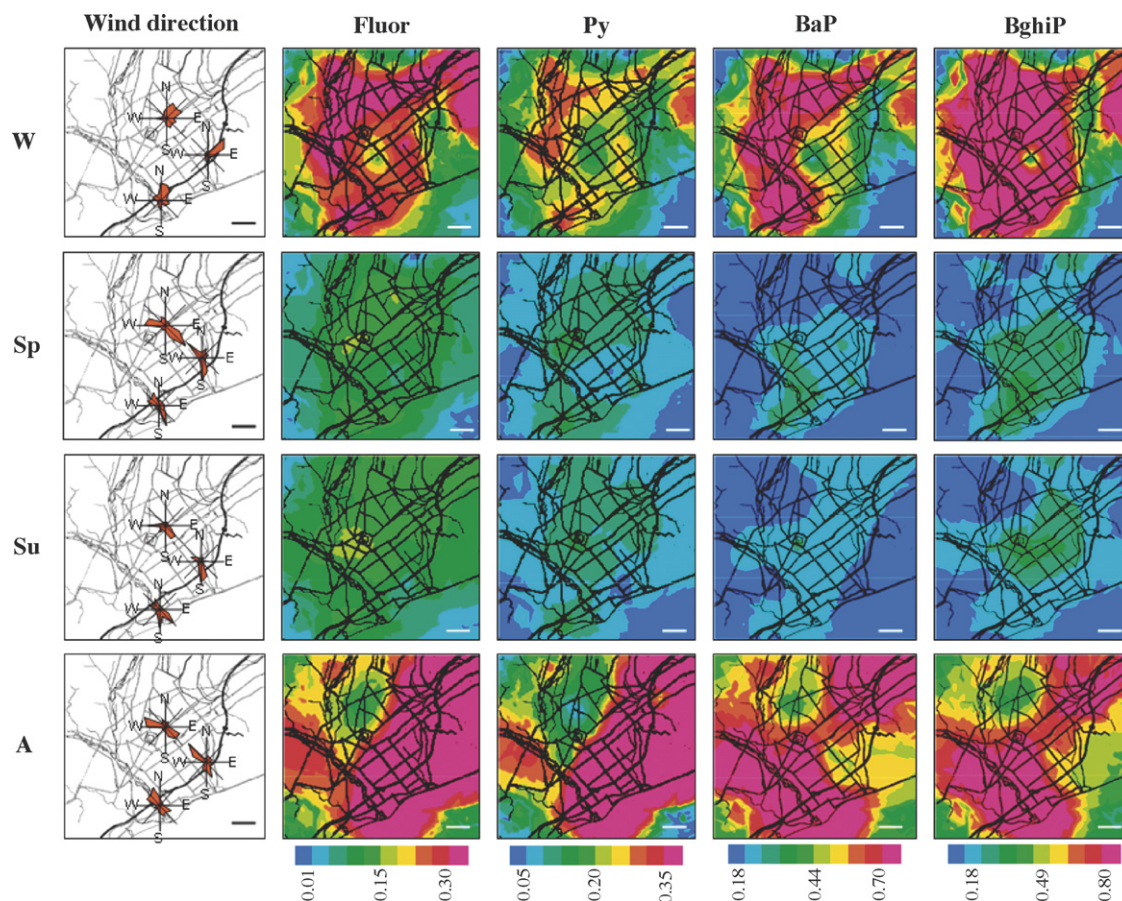 Wind direction Fluor Py BaP BghiP
W
N
W E
N
S
W E
N S
W E
S
Sp
N
W E
N
S W E
N S
W E
S
Su
N
W E
N
S W E
N S
W E
S
A
N
W E
N
S W E
N S
W E
S
0.01 0.15 0.30 0.05 0.20 0.35 0.18 0.44 0.70 0.18 0.49 0.80